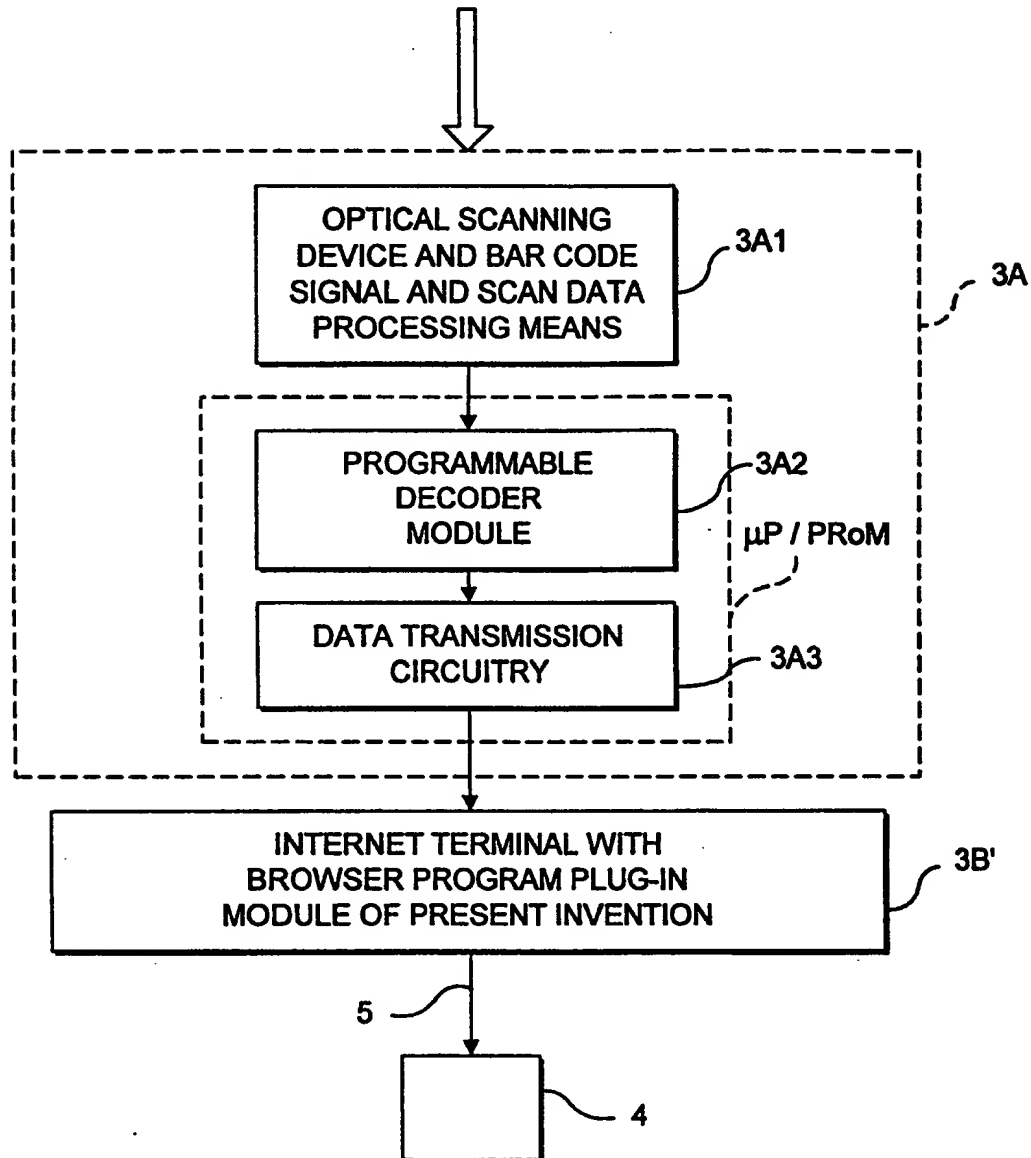 OPTICAL SCANNING
DEVICE AND BAR CODE
SIGNAL AND SCAN DATA
PROCESSING MEANS
3A1
3A
PROGRAMMABLE
DECODER
MODULE
3A2
µP / PRoM
DATA TRANSMISSION
CIRCUITRY
3A3
INTERNET TERMINAL WITH
BROWSER PROGRAM PLUG-IN
MODULE OF PRESENT INVENTION
3B'
5
4